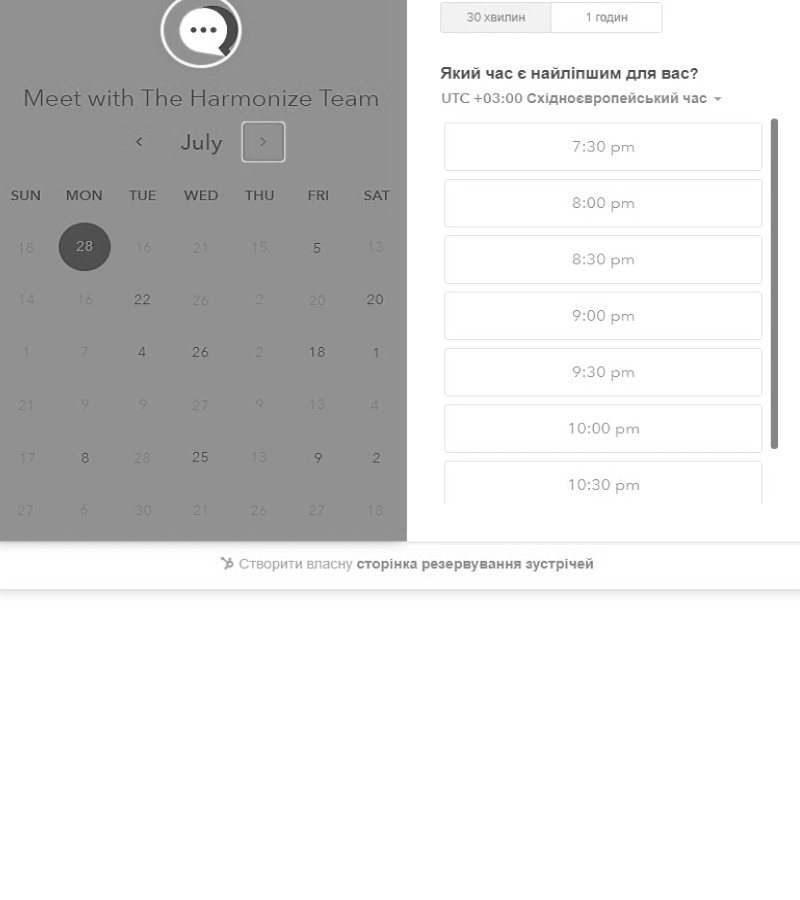 Meet with The Harmonize Team
July
SUN MON TUE WED THU FRI SAT
18 28 16 21 15 5 13
14 16 22 26 2 20 20
1 7 4 26 2 18 1
21 9 9 27 9 13 4
17 8 28 25 13 9 2
27 6 30 21 26 27 18
30 хвилин 1 годин
Який час є найліпшим для вас?
UTC +03:00 Східноєвропейський час
7:30 pm
8:00 pm
8:30 pm
9:00 pm
9:30 pm
10:00 pm
10:30 pm
Створити власну сторінка резервування зустрічей